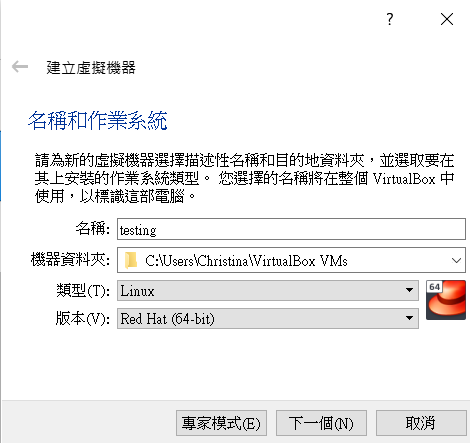 ?
建立虛擬機器
名稱和作業系統
請為新的虛擬機器選擇描述性名稱和目的地資料夾，並選取要在
其上安裝的作業系統類型。 您選擇的名稱將在整個 VirtualBox 中
使用，以標識這部電腦。
名稱: testing
機器資料夾: C:\Users\Christina\VirtualBox VMs
類型(T): Linux 64
版本(V): Red Hat (64-bit)
專家模式(E) 下一個(N) 取消